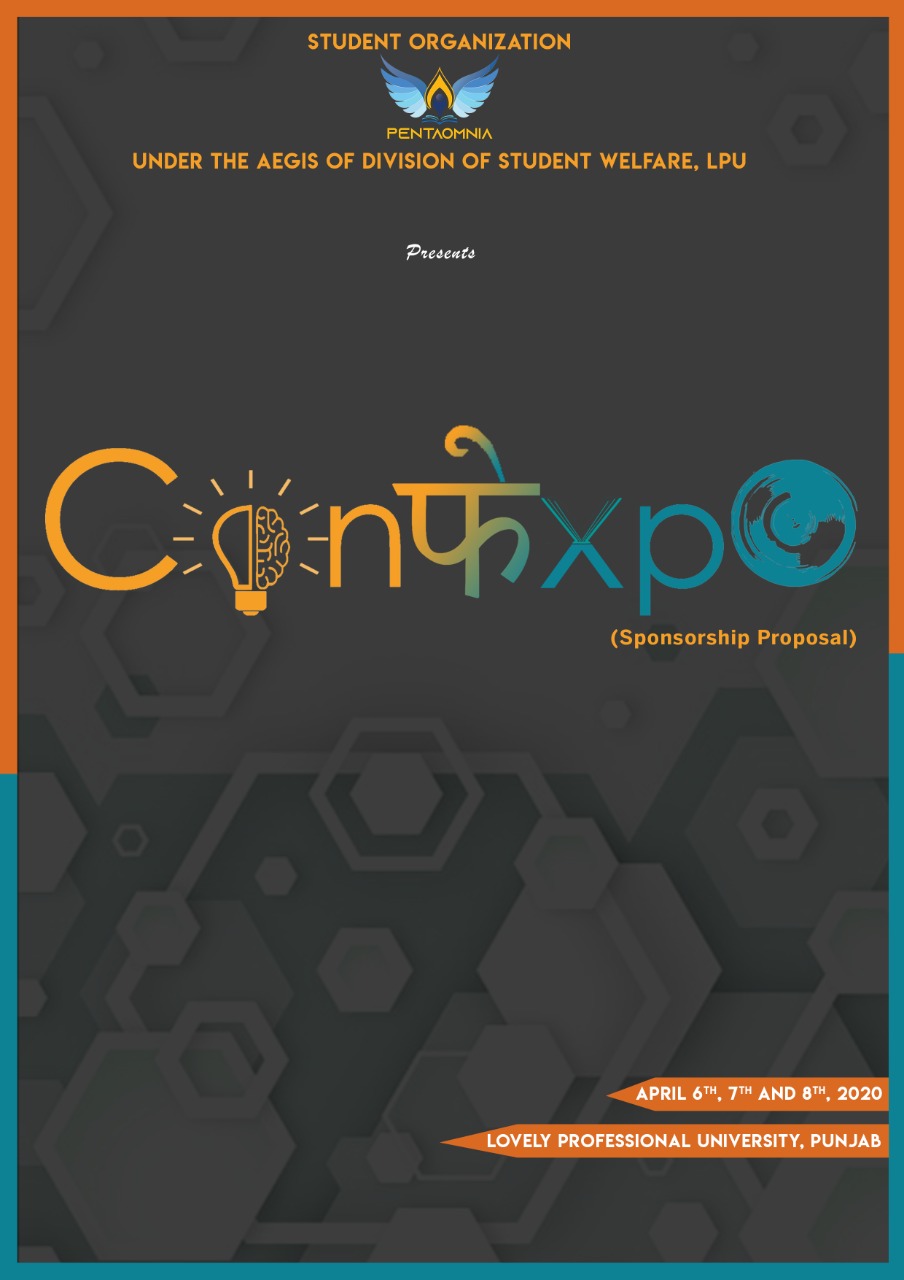 STUDENT ORGANIZATION
PENTAOMNIA
UNDER THE AEGIS OF DIVISION OF STUDENT WELFARE, LPU
Presents
Conफेxpo
(Sponsorship Proposal)
APRIL 6TH, 7TH AND 8TH, 2020
LOVELY PROFESSIONAL UNIVERSITY, PUNJAB